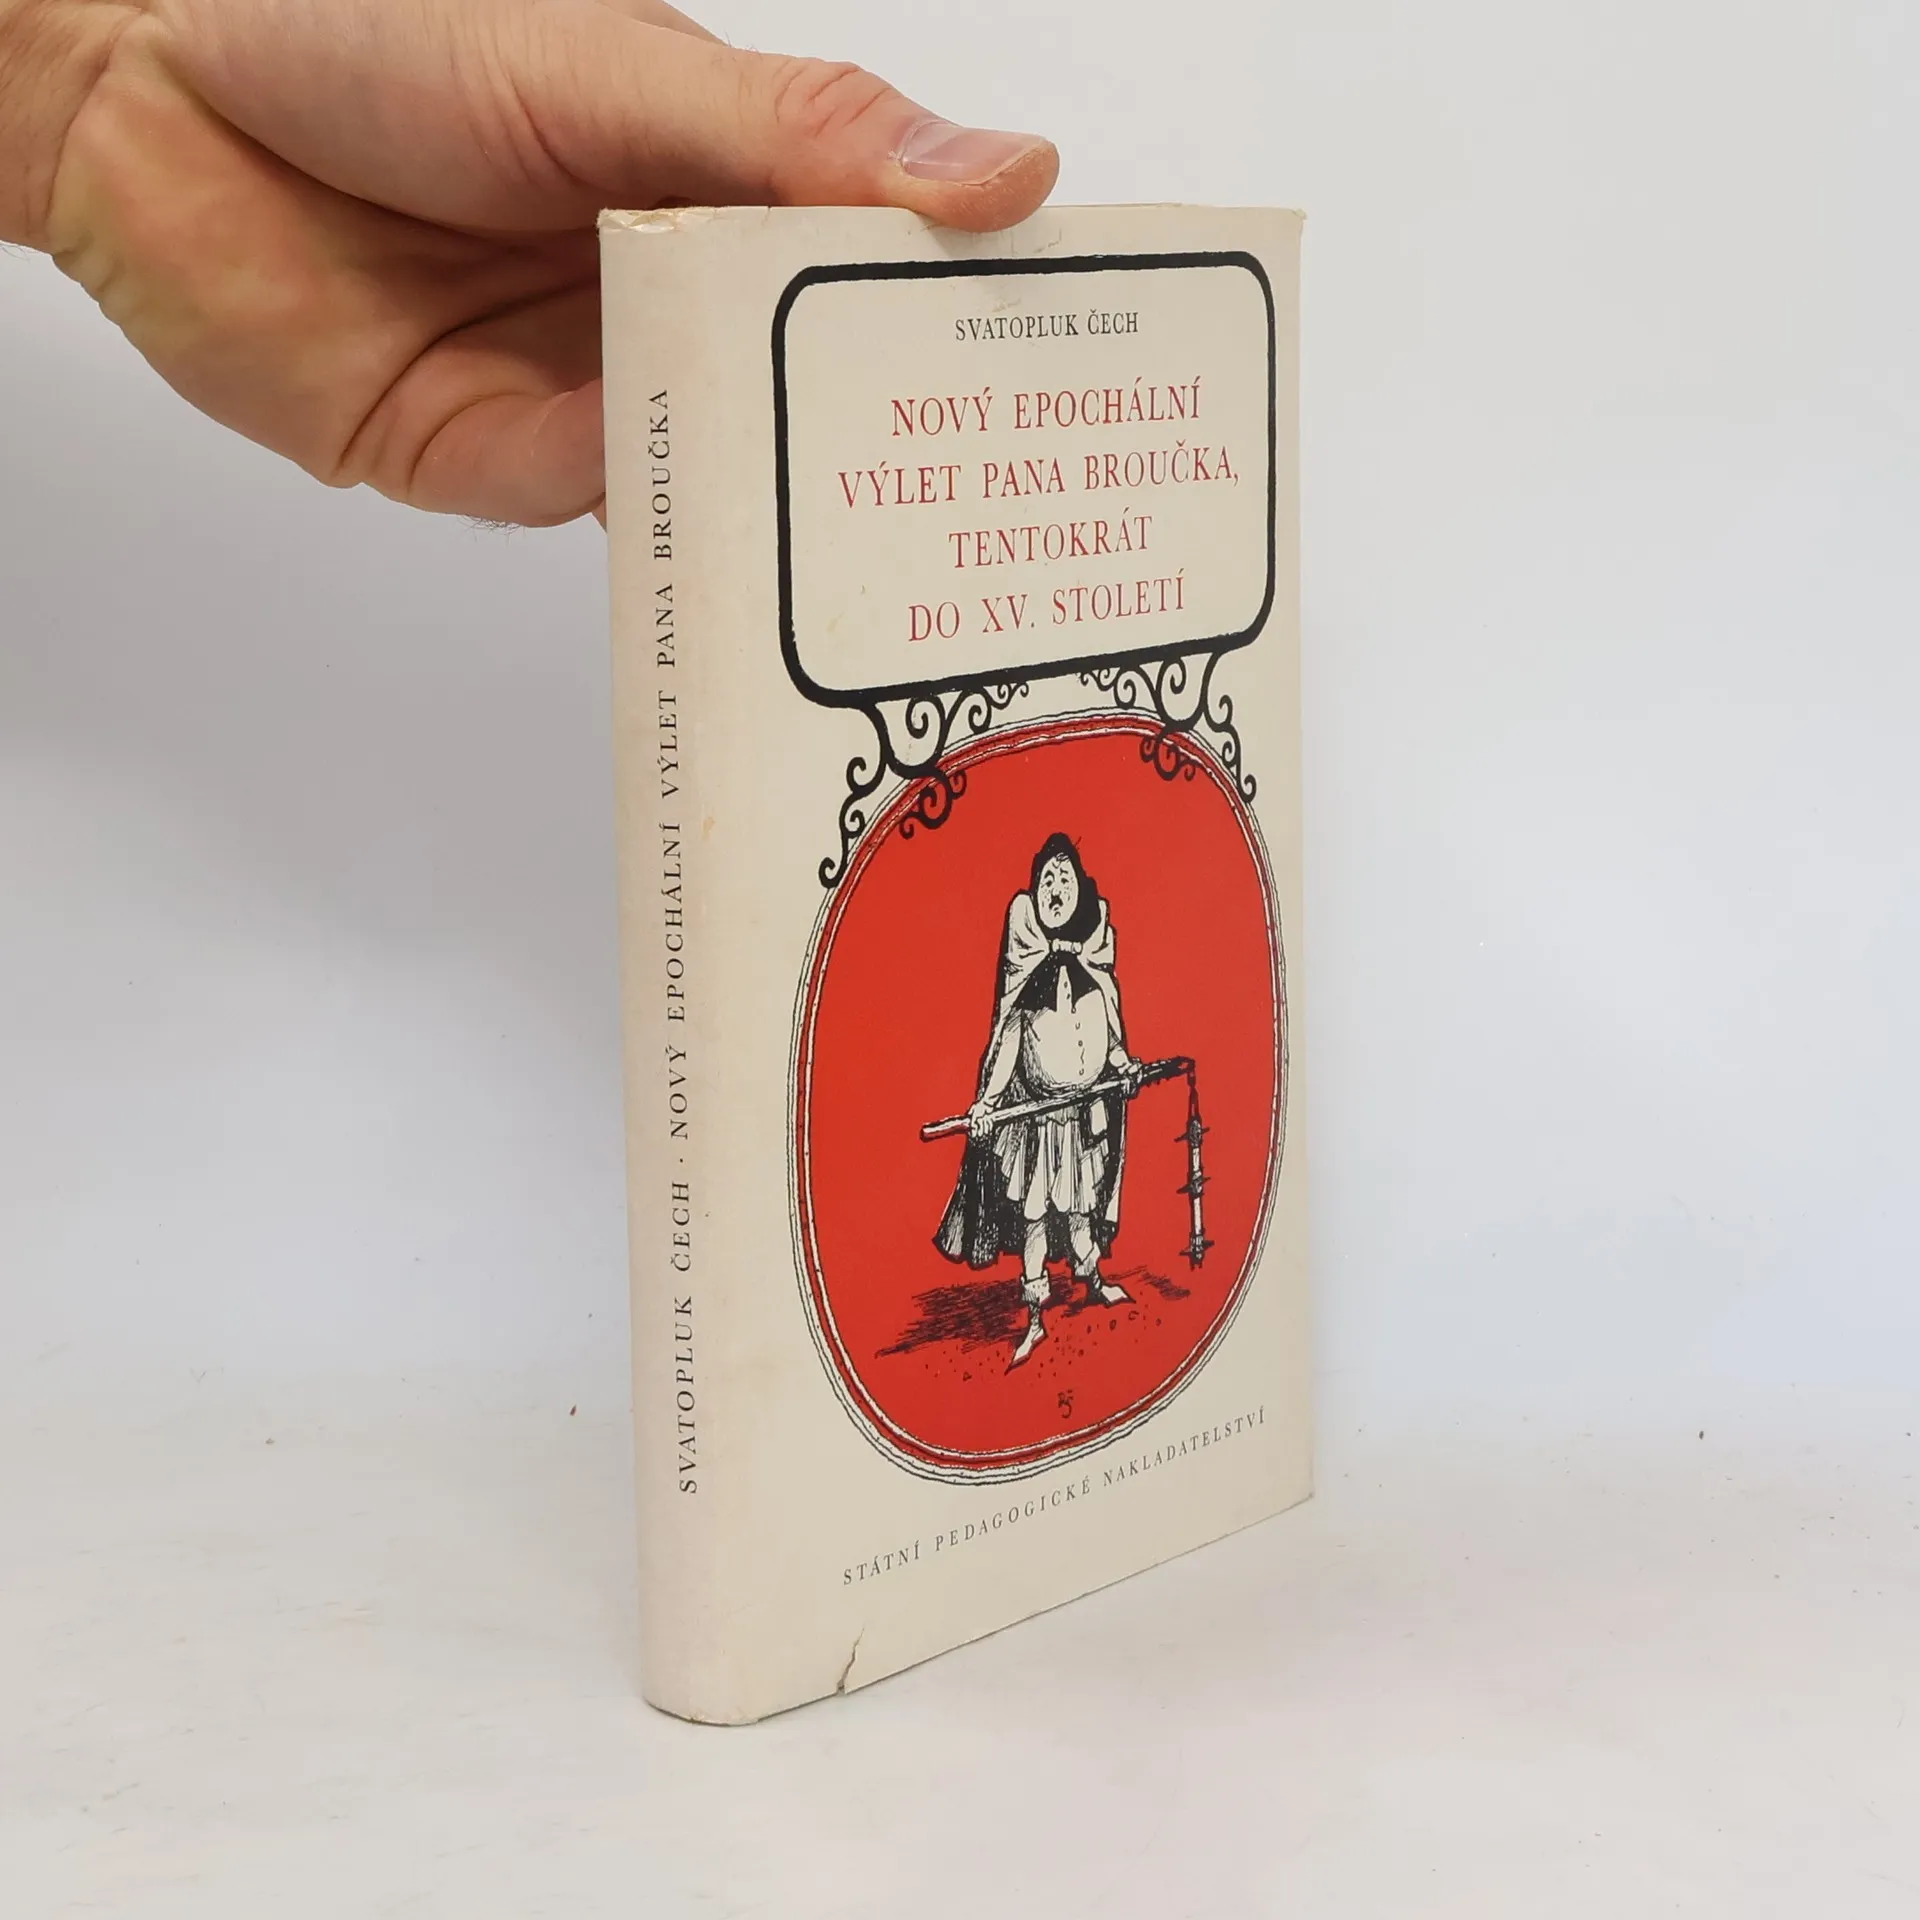 SVATOPLUK ČECH · NOVÝ EPOCHÁLNÍ VÝLET PANA BROUČKA
SVATOPLUK ČECH
NOVÝ EPOCHÁLNÍ
VÝLET PANA BROUČKA,
TENTOKRÁT
DO XV. STOLETÍ
STÁTNÍ PEDAGOGICKÉ NAKLADATELSTVÍ